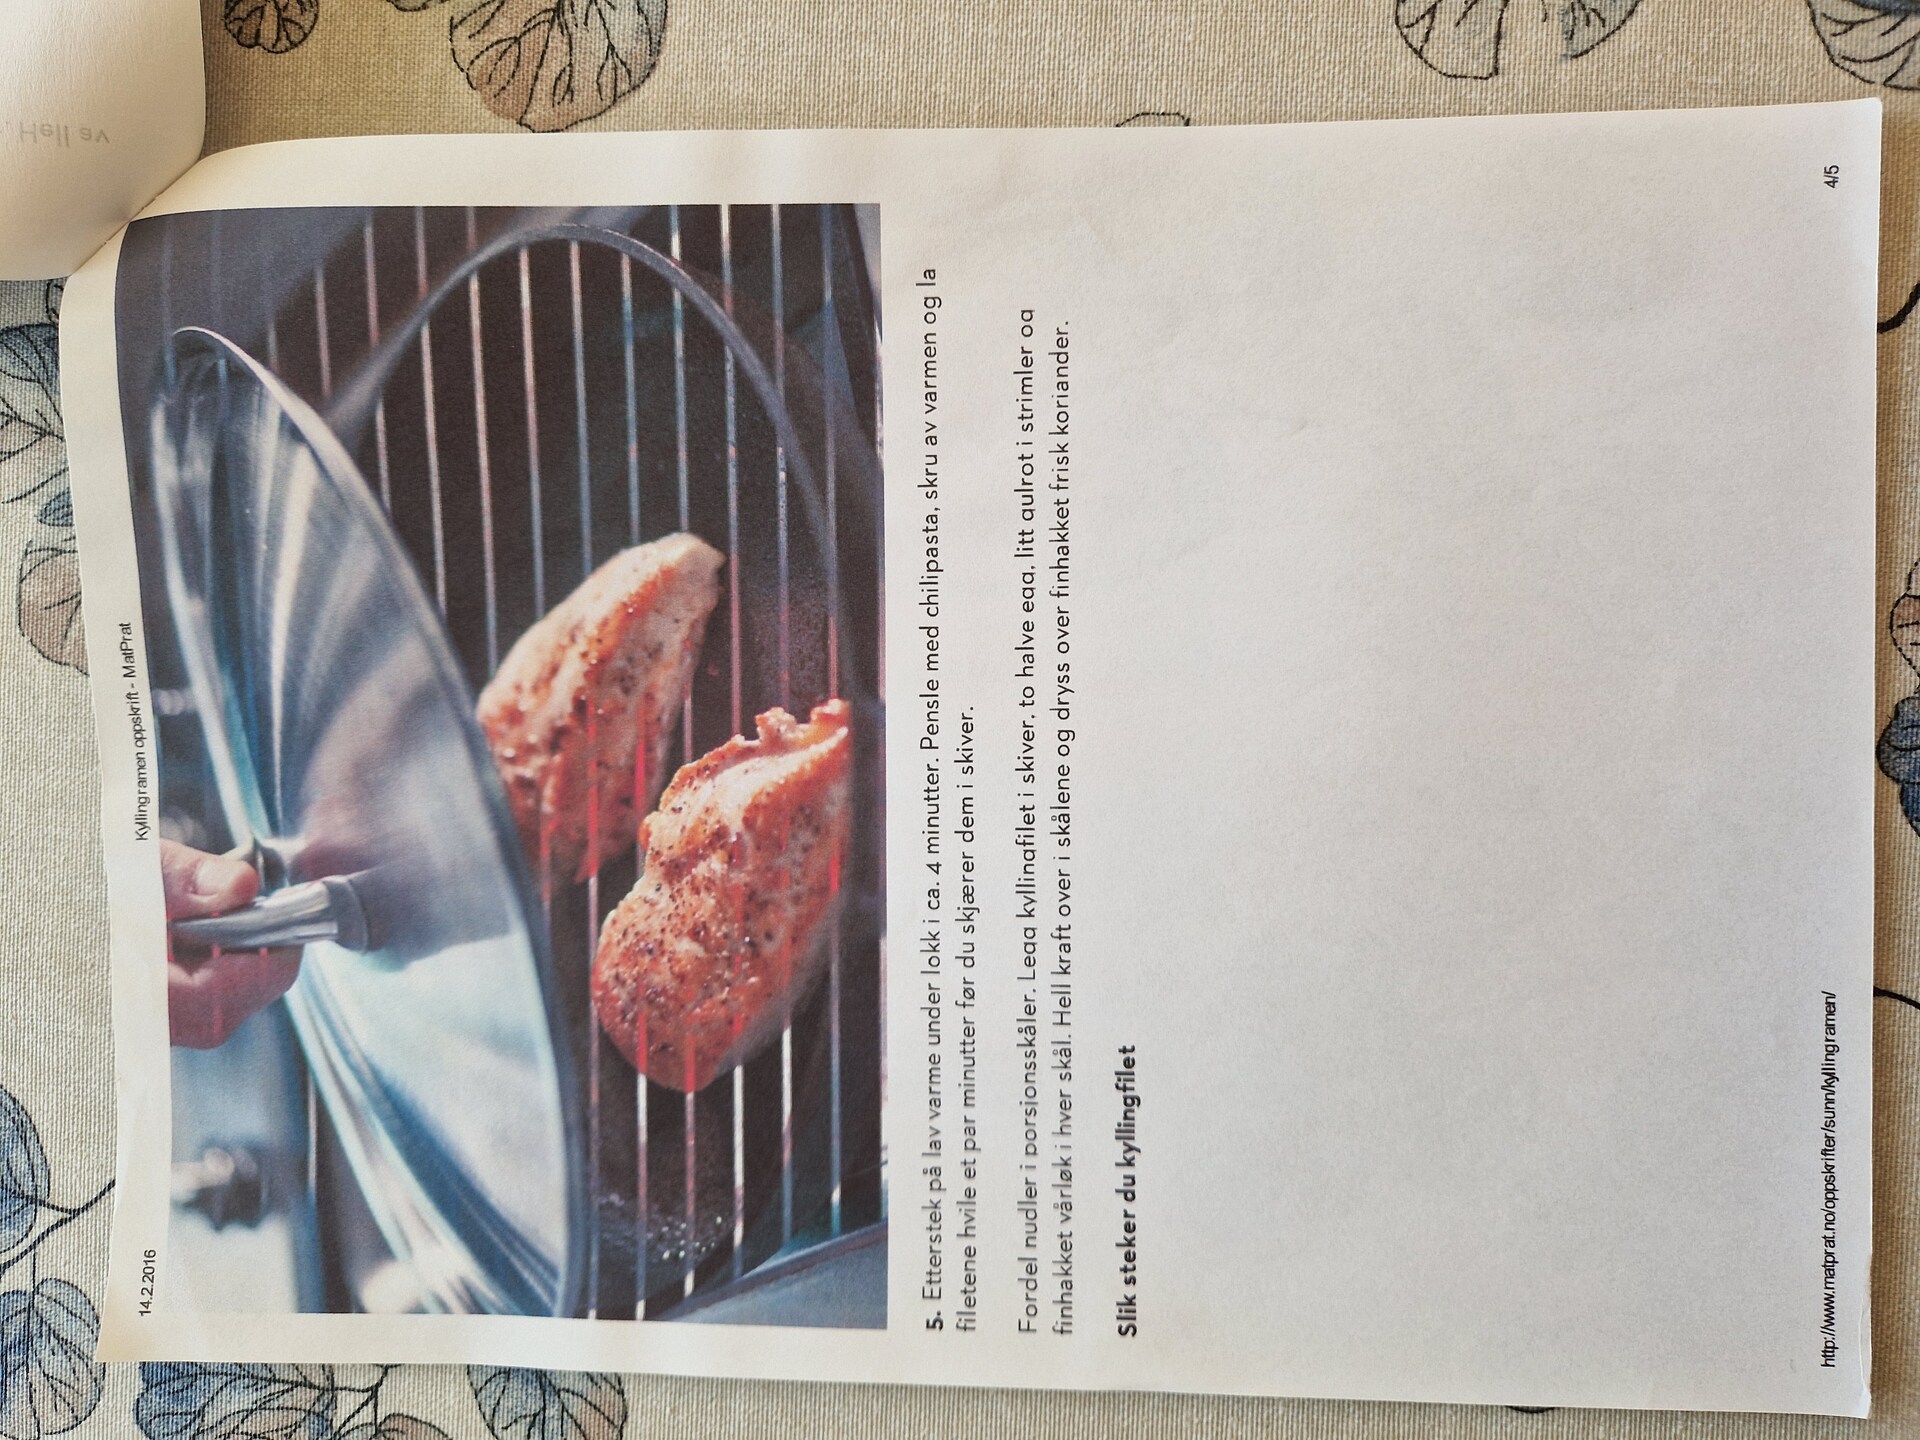 Hell av
14.2.2016
Kyllingramen oppskrift - MatPrat
5. Etterstek på lav varme under lokk i ca. 4 minutter. Pensle med chilipasta, skru av varmen og la
filetene hvile et par minutter før du skjærer dem i skiver.
Fordel nudler i porsjonsskåler. Legg kyllingfilet i skiver, to halve egg, litt gulrot i strimler og
finhakket vårløk i hver skål. Hell kraft over i skålene og dryss over finhakket frisk koriander.
Slik steker du kyllingfilet
http://www.matprat.no/oppskrifter/sunn/kyllingramen/
4/5